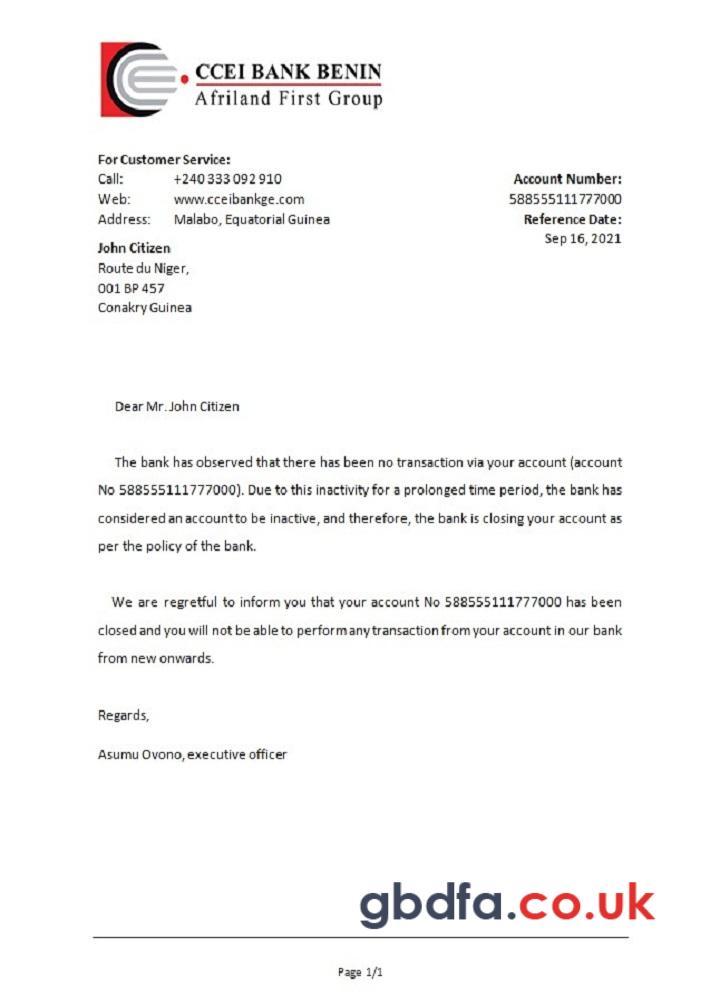 CCEI BANK BENIN
Afriland First Group
For Customer Service:
Call: +240 333 092 910
Web: www.cceibankge.com
Address: Malabo, Equatorial Guinea
Account Number:
588555111777000
Reference Date:
Sep 16, 2021
John Citizen
Route du Niger,
001 BP 457
Conakry Guinea
Dear Mr. John Citizen
The bank has observed that there has been no transaction via your account (account
No 588555111777000). Due to this inactivity for a prolonged time period, the bank has
considered an account to be inactive, and therefore, the bank is closing your account as
per the policy of the bank.
We are regretful to inform you that your account No 588555111777000 has been
closed and you will not be able to perform any transaction from your account in our bank
from new onwards.
Regards,
Asumu Ovono, executive officer
gbdfa.co.uk
Page 1/1